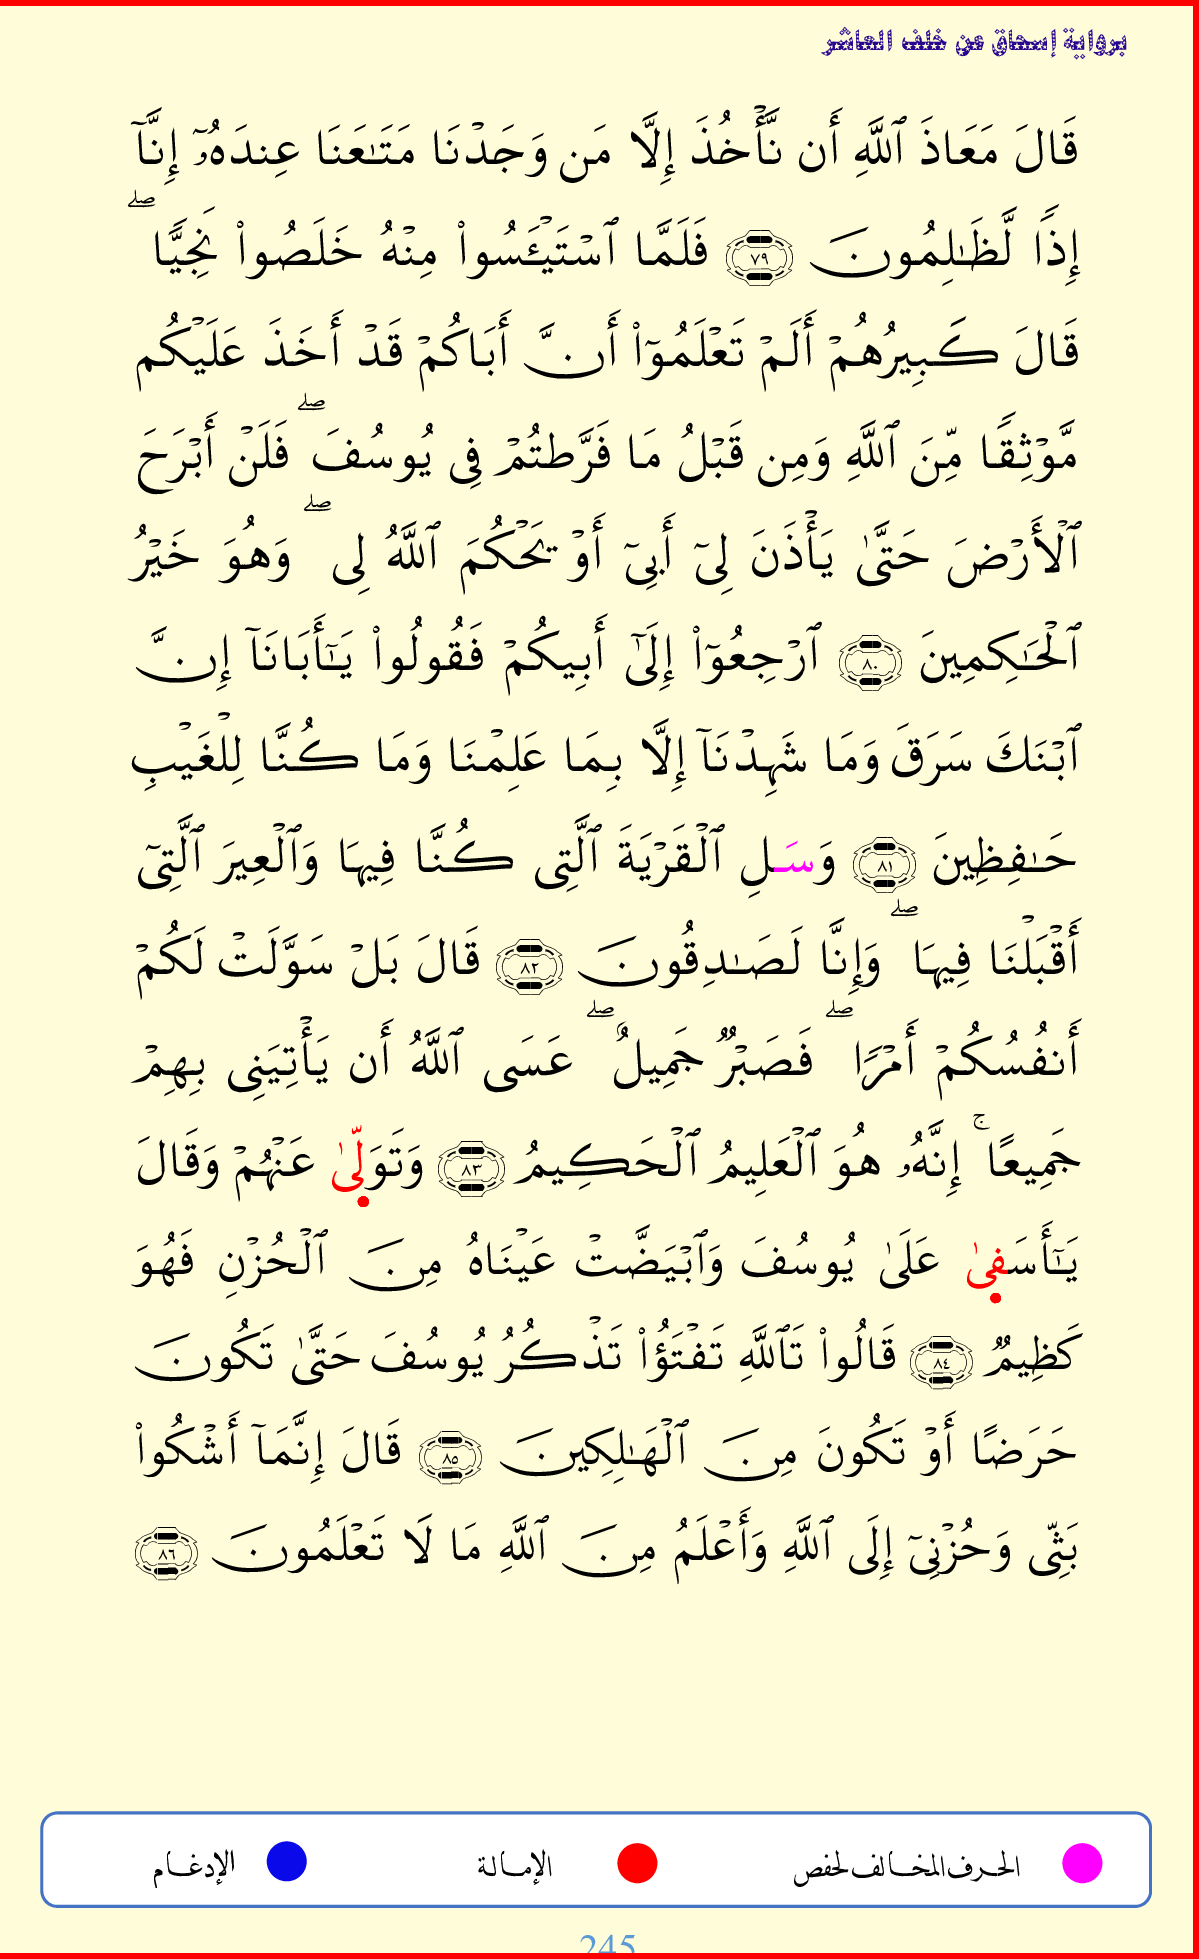 برواية إسحاق عن خلف العاشر
قَالَ مَعَاذَ ٱللَّهِ أَن نَّأۡخُذَ إِلَّا مَن وَجَدۡنَا مَتَـٰعَنَا عِندَهُۥٓ إِنَّآ
إِذًا لَّظَـٰلِمُونَ ٧٩ فَلَمَّا ٱسۡتَيۡـَٔسُوا۟ مِنۡهُ خَلَصُوا۟ نَجِيًّاۖ
قَالَ كَبِيرُهُمۡ أَلَمۡ تَعۡلَمُوٓا۟ أَنَّ أَبَاكُمۡ قَدۡ أَخَذَ عَلَيۡكُم
مَّوۡثِقًا مِّنَ ٱللَّهِ وَمِن قَبۡلُ مَا فَرَّطتُمۡ فِى يُوسُفَۖ فَلَنۡ أَبۡرَحَ
ٱلۡأَرۡضَ حَتَّىٰ يَأۡذَنَ لِىٓ أَبِىٓ أَوۡ يَحۡكُمَ ٱللَّهُ لِىۖ وَهُوَ خَيۡرُ
ٱلۡحَـٰكِمِينَ ٨٠ ٱرۡجِعُوٓا۟ إِلَىٰٓ أَبِيكُمۡ فَقُولُوا۟ يَـٰٓأَبَانَآ إِنَّ
ٱبۡنَكَ سَرَقَ وَمَا شَهِدۡنَآ إِلَّا بِمَا عَلِمۡنَا وَمَا كُنَّا لِلۡغَيۡبِ
حَـٰفِظِينَ ٨١ وَسَـلِ ٱلۡقَرۡيَةَ ٱلَّتِى كُنَّا فِيهَا وَٱلۡعِيرَ ٱلَّتِىٓ
أَقۡبَلۡنَا فِيهَاۖ وَإِنَّا لَصَـٰدِقُونَ ٨٢ قَالَ بَلۡ سَوَّلَتۡ لَكُمۡ
أَنفُسُكُمۡ أَمۡرًاۖ فَصَبۡرٌ جَمِيلٌۖ عَسَى ٱللَّهُ أَن يَأۡتِيَنِى بِهِمۡ
جَمِيعًاۚ إِنَّهُۥ هُوَ ٱلۡعَلِيمُ ٱلۡحَكِيمُ ٨٣ وَتَوَلّىٰ عَنۡهُمۡ وَقَالَ
يَـٰٓأَسَفىٰ عَلَىٰ يُوسُفَ وَٱبۡيَضَّتۡ عَيۡنَاهُ مِنَ ٱلۡحُزۡنِ فَهُوَ
كَظِيمٌ ٨٤ قَالُوا۟ تَٱللَّهِ تَفۡتَؤُا۟ تَذۡكُرُ يُوسُفَ حَتَّىٰ تَكُونَ
حَرَضًا أَوۡ تَكُونَ مِنَ ٱلۡهَـٰلِكِينَ ٨٥ قَالَ إِنَّمَآ أَشۡكُوا۟
بَثِّى وَحُزۡنِىٓ إِلَى ٱللَّهِ وَأَعۡلَمُ مِنَ ٱللَّهِ مَا لَا تَعۡلَمُونَ ٨٦
الحرف المخالف لحفص الإمالة الإدغام
245